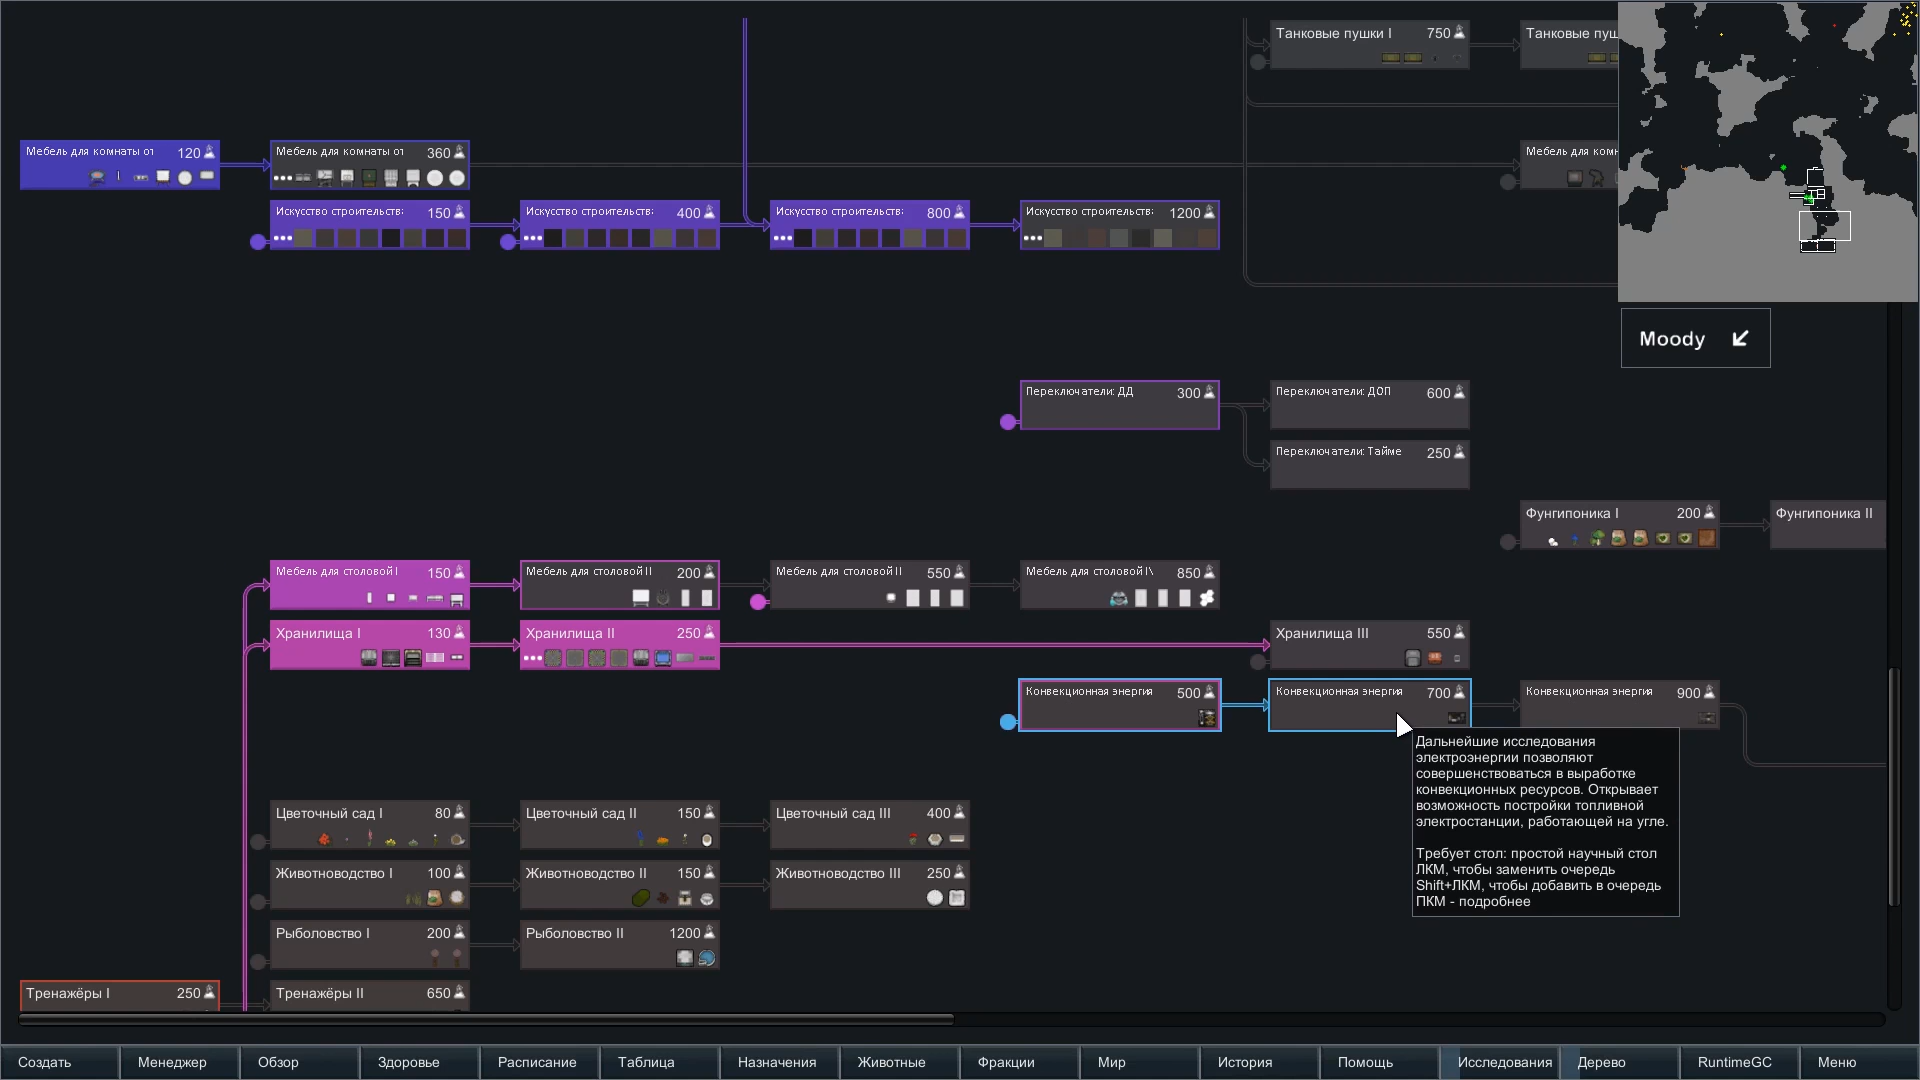 Танковые пушки I 750
Танковые пуш
Мебель для комнаты от 120
Мебель для комнаты от 360
Мебель для комн
Искусство строительств: 150
Искусство строительств: 400
Искусство строительств: 800
Искусство строительств: 1200
Moody
Переключатели: ДД 300
Переключатели: ДОП 600
Переключатели: Тайме 250
Фунгипоника I 200
Фунгипоника II
Мебель для столовой I 150
Мебель для столовой II 200
Мебель для столовой II 550
Мебель для столовой I\ 850
Хранилища I 130
Хранилища II 250
Хранилища III 550
Конвекционная энергия 500
Конвекционная энергия 700
Конвекционная энергия 900
Дальнейшие исследования
электроэнергии позволяют
совершенствоваться в выработке
конвекционных ресурсов. Открывает
возможность постройки топливной
электростанции, работающей на угле.
Требует стол: простой научный стол
ЛКМ, чтобы заменить очередь
Shift+ЛКМ, чтобы добавить в очередь
ПКМ - подробнее
Цветочный сад I 80
Цветочный сад II 150
Цветочный сад III 400
Животноводство I 100
Животноводство II 150
Животноводство III 250
Рыболовство I 200
Рыболовство II 1200
Тренажёры I 250
Тренажёры II 650
Создать
Менеджер
Обзор
Здоровье
Расписание
Таблица
Назначения
Животные
Фракции
Мир
История
Помощь
Исследования
Дерево
RuntimeGC
Меню